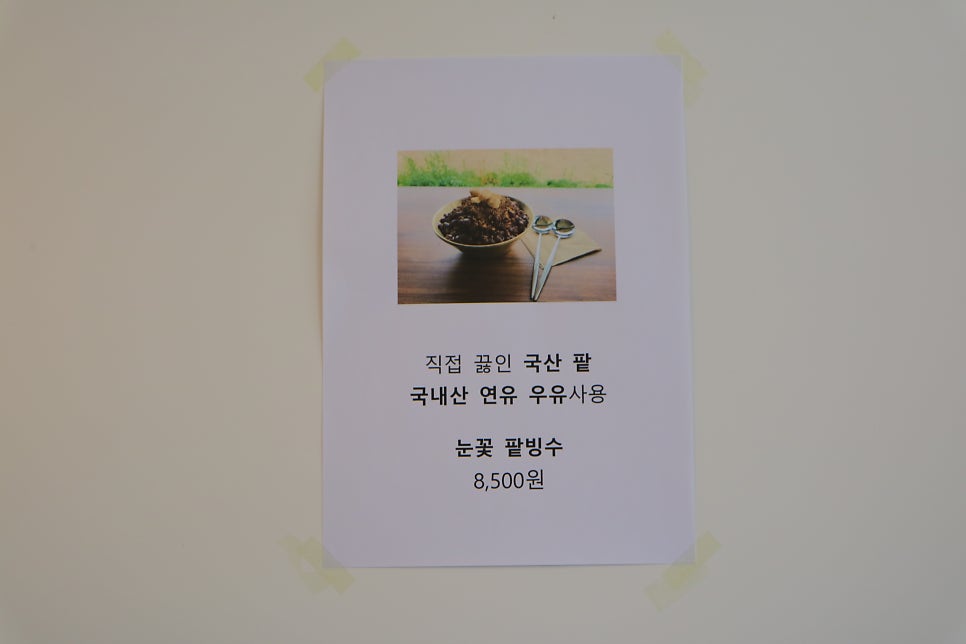 직접 끓인 국산 팥
국내산 연유 우유사용
눈꽃 팥빙수
8,500원